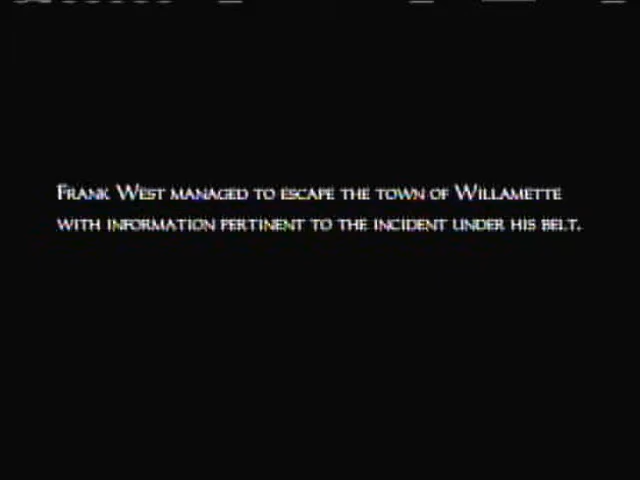 Frank West managed to escape the town of Willamette
with information pertinent to the incident under his belt.